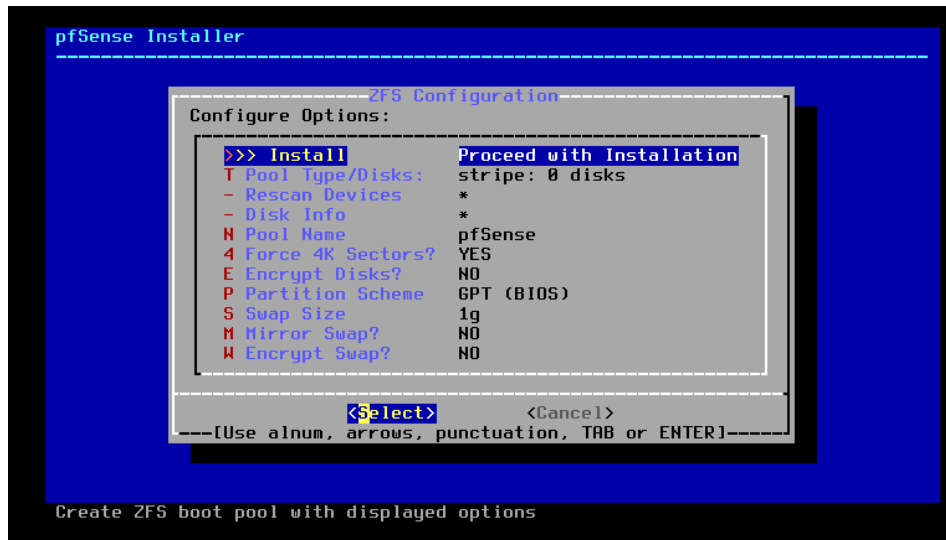 pfSense Installer
ZFS Configuration
Configure Options:
>>> Install Proceed with Installation
T Pool Type/Disks: stripe: 0 disks
- Rescan Devices *
- Disk Info *
N Pool Name pfSense
4 Force 4K Sectors? YES
E Encrypt Disks? NO
P Partition Scheme GPT (BIOS)
S Swap Size 1g
M Mirror Swap? NO
W Encrypt Swap? NO
<Select> <Cancel>
[Use alnum, arrows, punctuation, TAB or ENTER]
Create ZFS boot pool with displayed options